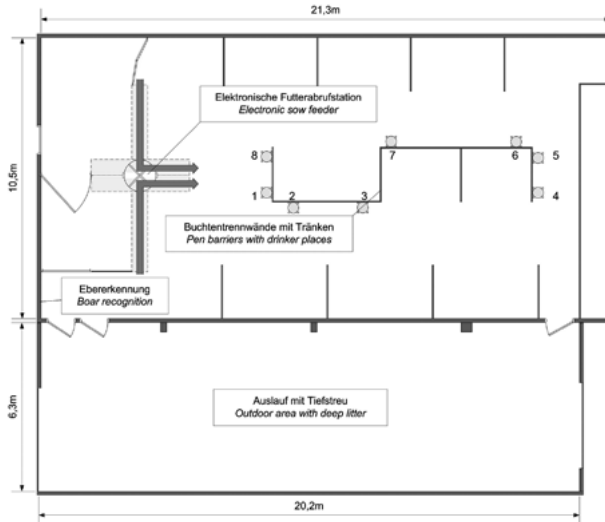 21,3m
Elektronische Futterabrufstation
Electronic sow feeder
10,5m
8
7
6
5
1
2
3
4
Buchtentrennwände mit Tränken
Pen barriers with drinker places
Ebererkennung
Boar recognition
6,3m
Auslauf mit Tiefstreu
Outdoor area with deep litter
20,2m